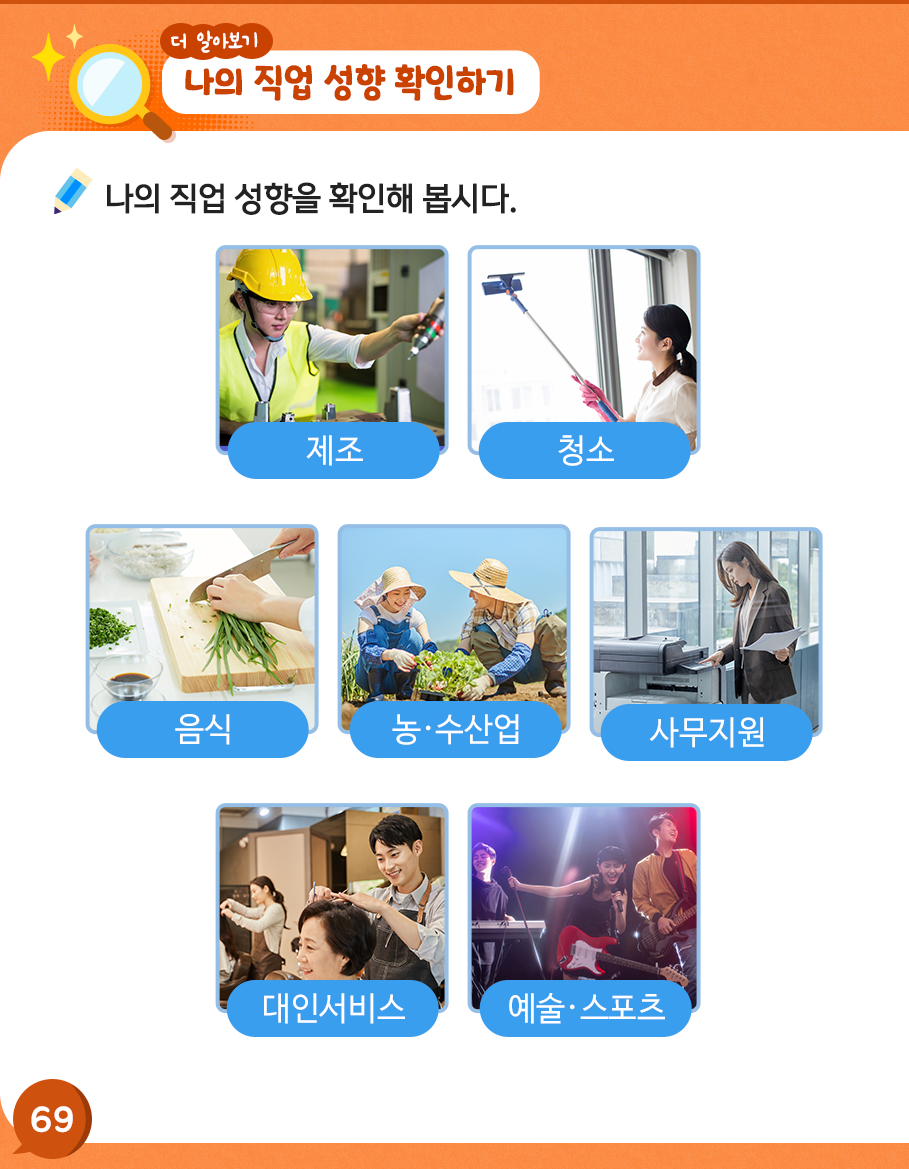 더 알아보기
나의 직업 성향 확인하기
나의 직업 성향을 확인해 봅시다.
제조
청소
음식
농·수산업
사무지원
대인서비스
예술·스포츠
69